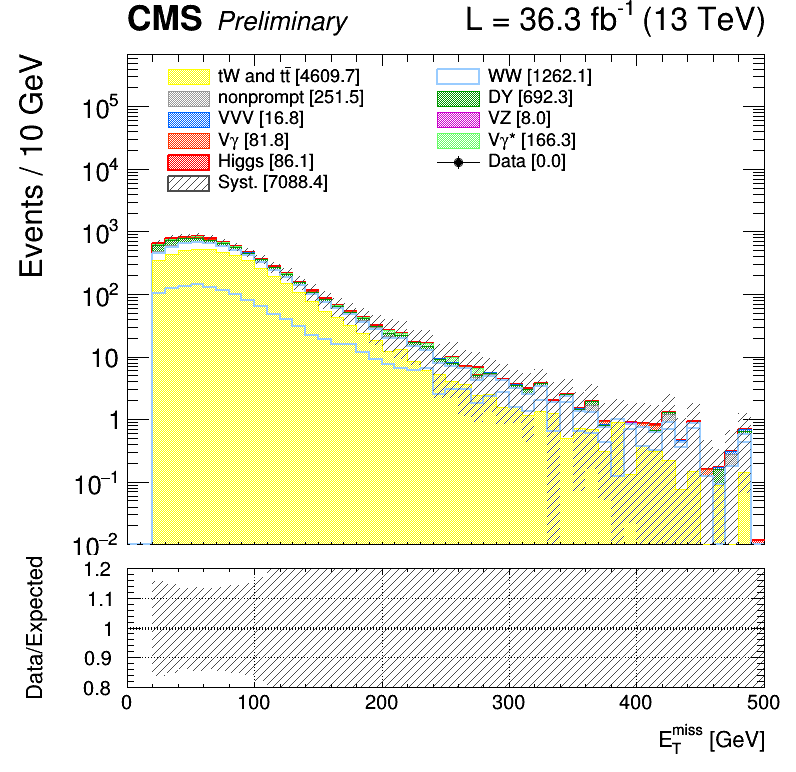 CMS Preliminary L = 36.3 fb⁻¹ (13 TeV)
Events / 10 GeV
tW and tt̄ [4609.7] WW [1262.1]
nonprompt [251.5] DY [692.3]
VVV [16.8] VZ [8.0]
Vγ [81.8] Vγ* [166.3]
Higgs [86.1] Data [0.0]
Syst. [7088.4]
10⁵
10⁴
10³
10²
10
1
10⁻¹
10⁻²
Data/Expected
1.2
1.1
1
0.9
0.8
0 100 200 300 400 500
E_T^miss [GeV]